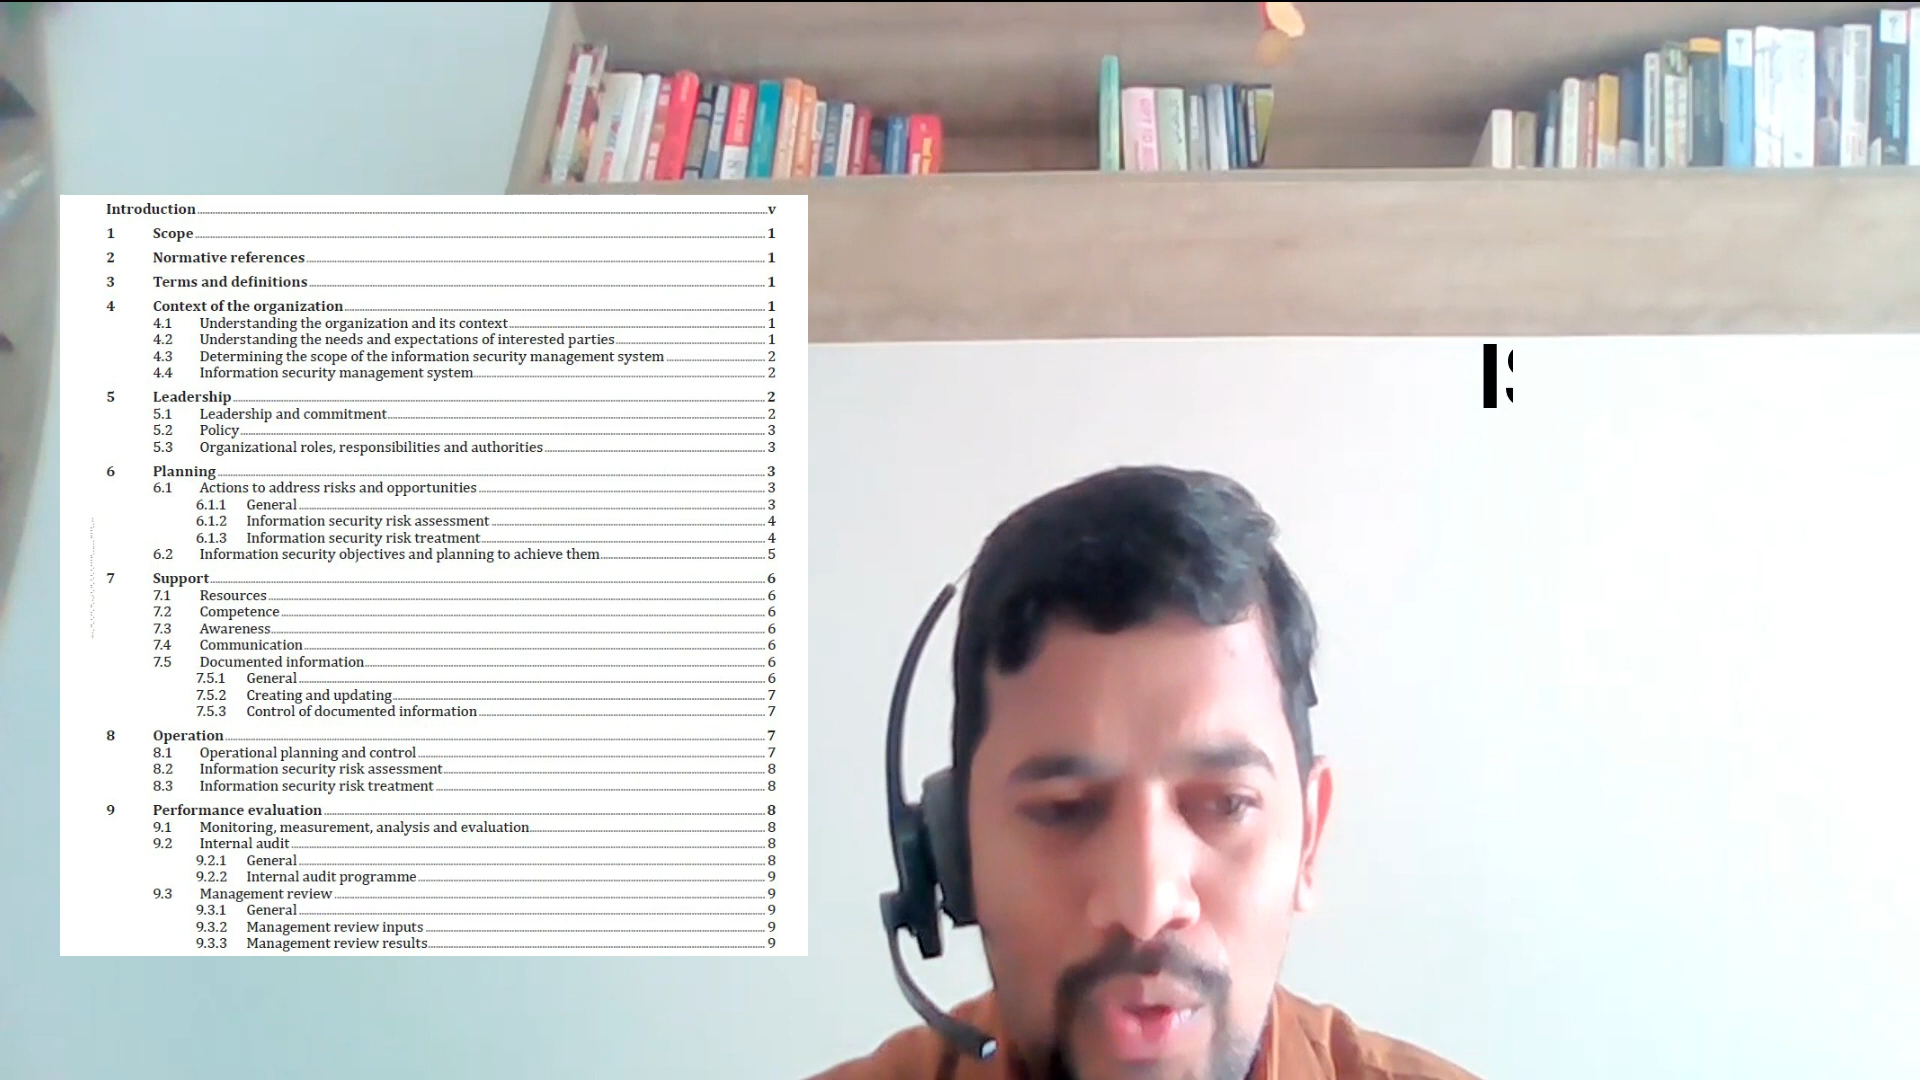 Introduction v
1 Scope 1
2 Normative references 1
3 Terms and definitions 1
4 Context of the organization 1
4.1 Understanding the organization and its context 1
4.2 Understanding the needs and expectations of interested parties 1
4.3 Determining the scope of the information security management system 2
4.4 Information security management system 2
5 Leadership 2
5.1 Leadership and commitment 2
5.2 Policy 3
5.3 Organizational roles, responsibilities and authorities 3
6 Planning 3
6.1 Actions to address risks and opportunities 3
6.1.1 General 3
6.1.2 Information security risk assessment 4
6.1.3 Information security risk treatment 4
6.2 Information security objectives and planning to achieve them 5
7 Support 6
7.1 Resources 6
7.2 Competence 6
7.3 Awareness 6
7.4 Communication 6
7.5 Documented information 6
7.5.1 General 6
7.5.2 Creating and updating 7
7.5.3 Control of documented information 7
8 Operation 7
8.1 Operational planning and control 7
8.2 Information security risk assessment 8
8.3 Information security risk treatment 8
9 Performance evaluation 8
9.1 Monitoring, measurement, analysis and evaluation 8
9.2 Internal audit 8
9.2.1 General 8
9.2.2 Internal audit programme 9
9.3 Management review 9
9.3.1 General 9
9.3.2 Management review inputs 9
9.3.3 Management review results 9